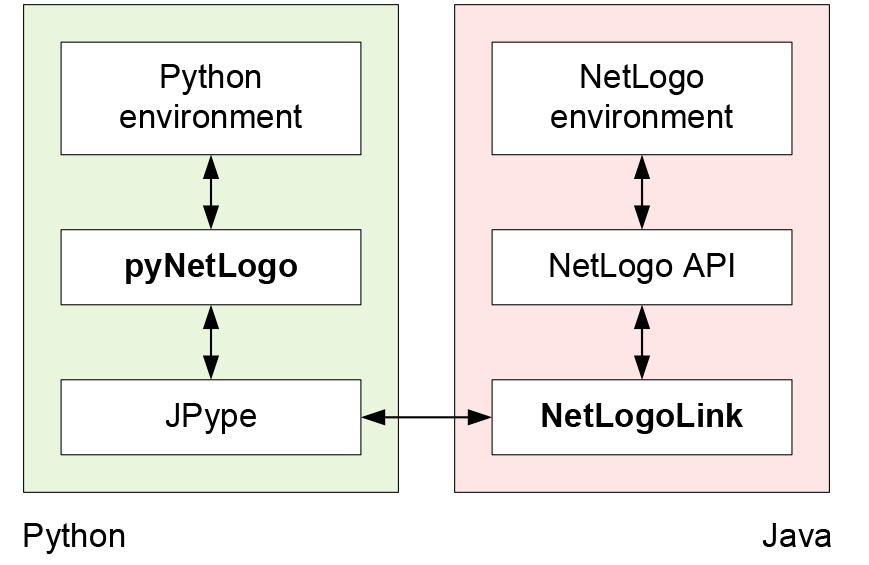 Python
environment
pyNetLogo
JPype
NetLogo
environment
NetLogo API
NetLogoLink
Python
Java